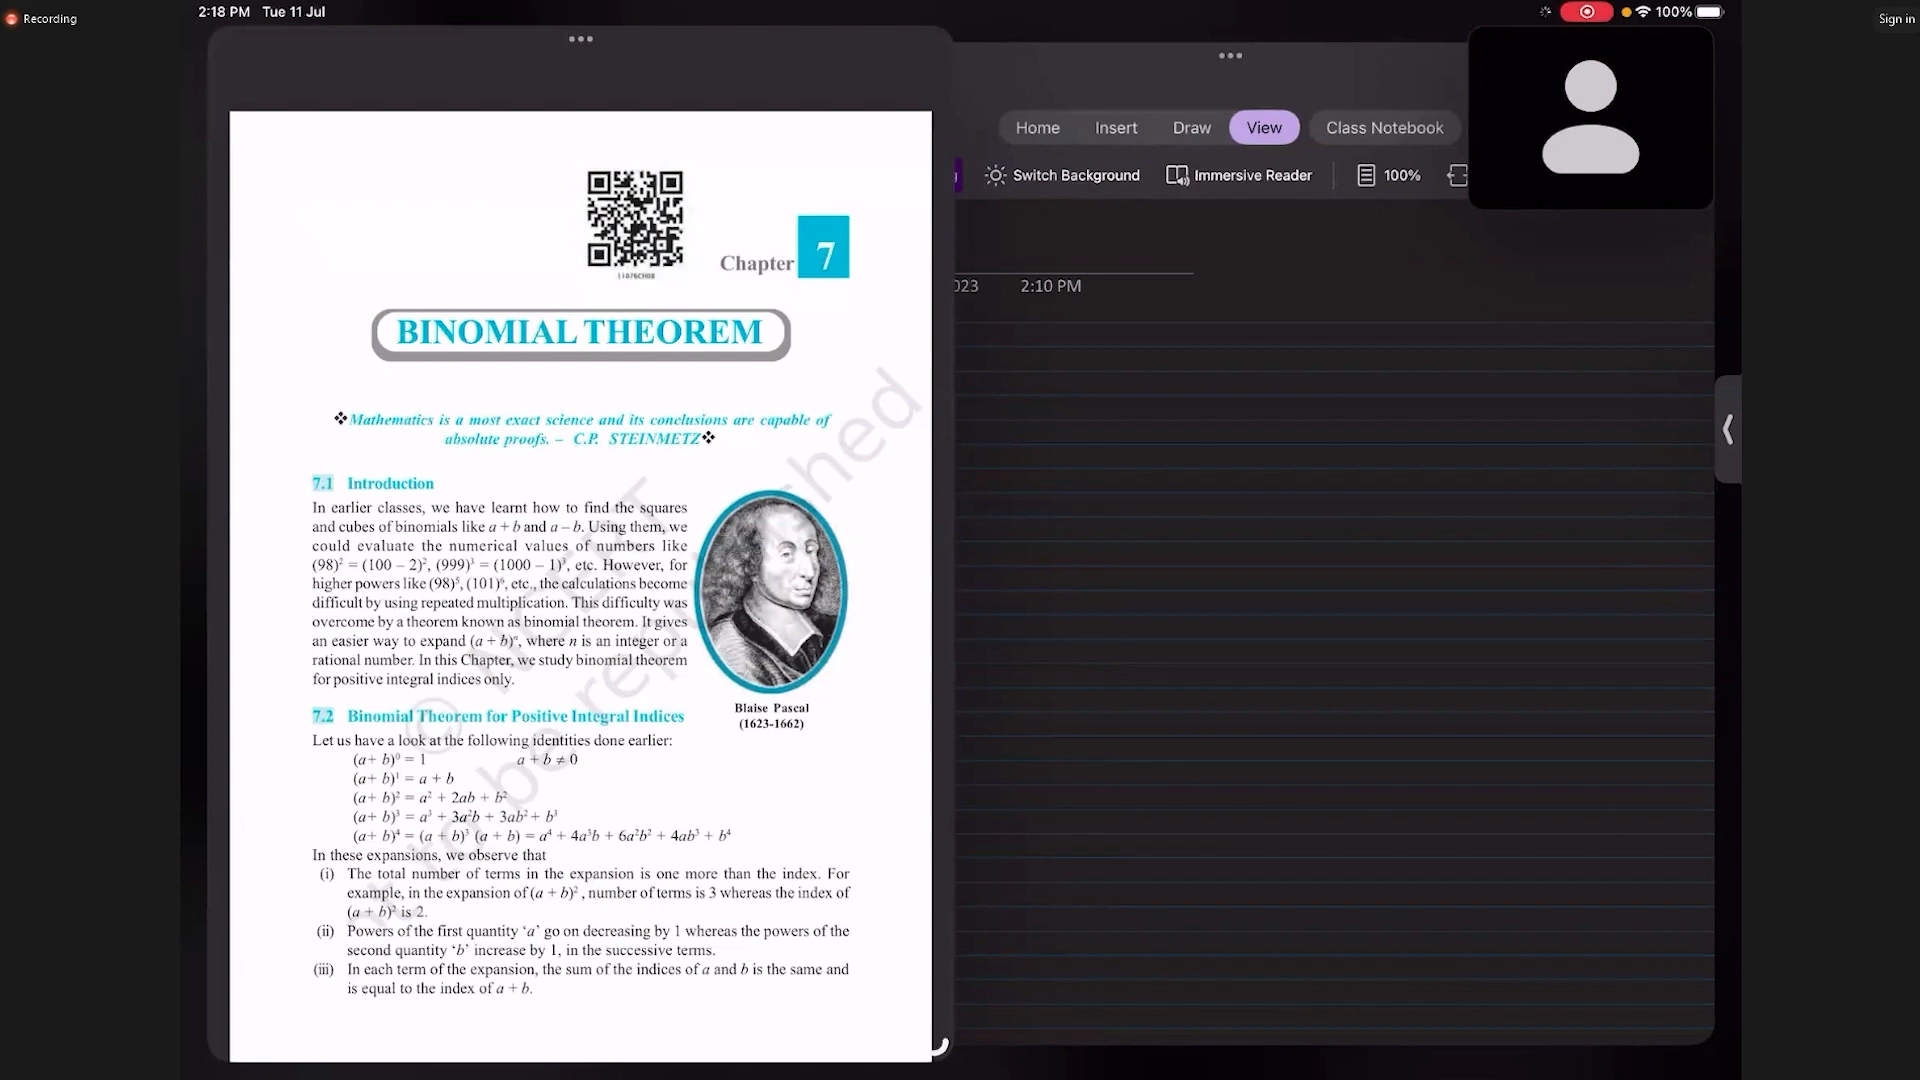 Recording
2:18 PM Tue 11 Jul
100%
Sign in
Home Insert Draw View Class Notebook
Switch Background Immersive Reader 100%
023 2:10 PM
11076CH08
Chapter 7
BINOMIAL THEOREM
❖Mathematics is a most exact science and its conclusions are capable of
absolute proofs. – C.P. STEINMETZ❖
7.1 Introduction
In earlier classes, we have learnt how to find the squares
and cubes of binomials like a + b and a – b. Using them, we
could evaluate the numerical values of numbers like
(98)² = (100 – 2)², (999)³ = (1000 – 1)³, etc. However, for
higher powers like (98)⁵, (101)⁶, etc., the calculations become
difficult by using repeated multiplication. This difficulty was
overcome by a theorem known as binomial theorem. It gives
an easier way to expand (a + b)ⁿ, where n is an integer or a
rational number. In this Chapter, we study binomial theorem
for positive integral indices only.
Blaise Pascal
(1623-1662)
7.2 Binomial Theorem for Positive Integral Indices
Let us have a look at the following identities done earlier:
(a+ b)⁰ = 1 a + b ≠ 0
(a+ b)¹ = a + b
(a+ b)² = a² + 2ab + b²
(a+ b)³ = a³ + 3a²b + 3ab² + b³
(a+ b)⁴ = (a + b)³ (a + b) = a⁴ + 4a³b + 6a²b² + 4ab³ + b⁴
In these expansions, we observe that
(i) The total number of terms in the expansion is one more than the index. For
example, in the expansion of (a + b)² , number of terms is 3 whereas the index of
(a + b)² is 2.
(ii) Powers of the first quantity ‘a’ go on decreasing by 1 whereas the powers of the
second quantity ‘b’ increase by 1, in the successive terms.
(iii) In each term of the expansion, the sum of the indices of a and b is the same and
is equal to the index of a + b.